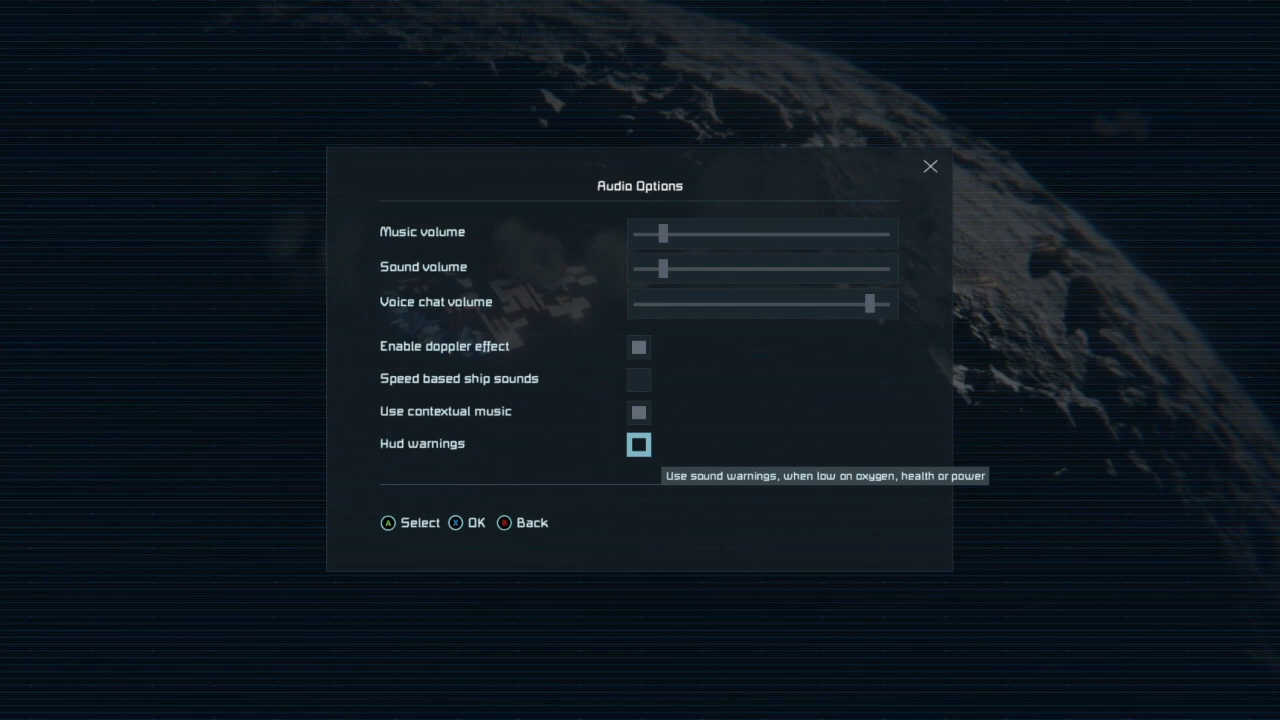 Audio Options
Music volume
Sound volume
Voice chat volume
Enable doppler effect
Speed based ship sounds
Use contextual music
Hud warnings
Use sound warnings, when low on oxygen, health or power
A Select X OK B Back